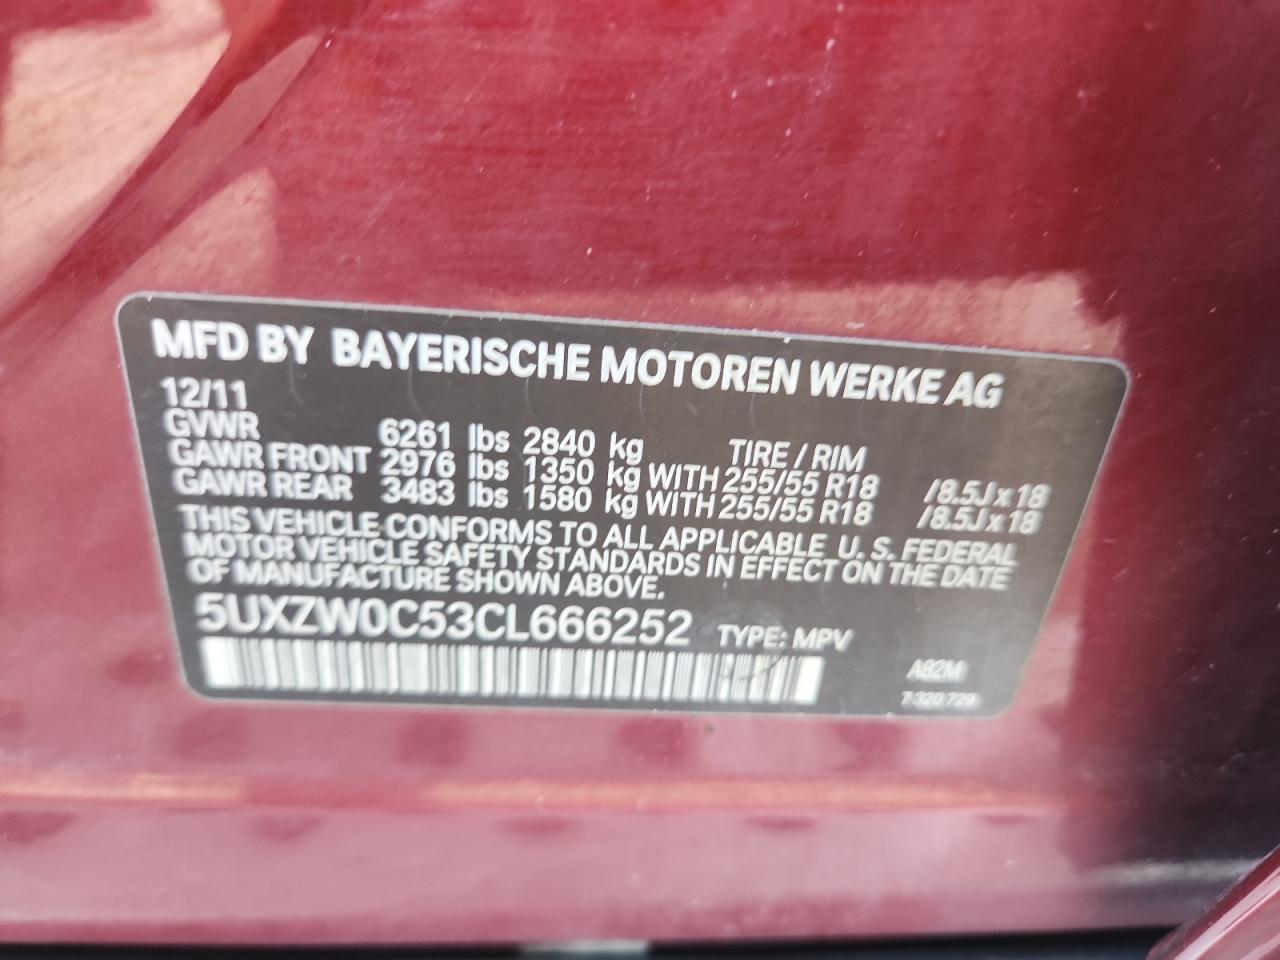 MFD BY BAYERISCHE MOTOREN WERKE AG
12/11
GVWR 6261 lbs 2840 kg TIRE / RIM
GAWR FRONT 2976 lbs 1350 kg WITH 255/55 R18 /8.5J x 18
GAWR REAR 3483 lbs 1580 kg WITH 255/55 R18 /8.5J x 18
THIS VEHICLE CONFORMS TO ALL APPLICABLE U. S. FEDERAL
MOTOR VEHICLE SAFETY STANDARDS IN EFFECT ON THE DATE
OF MANUFACTURE SHOWN ABOVE.
5UXZW0C53CL666252 TYPE: MPV
A82M
7 320 729